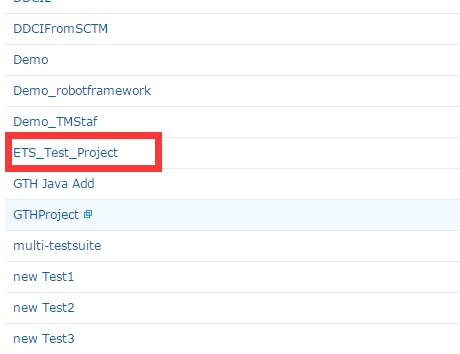 DDCIFromSCTM
Demo
Demo_robotframework
Demo_TMStaf
ETS_Test_Project
GTH Java Add
GTHProject
multi-testsuite
new Test1
new Test2
new Test3